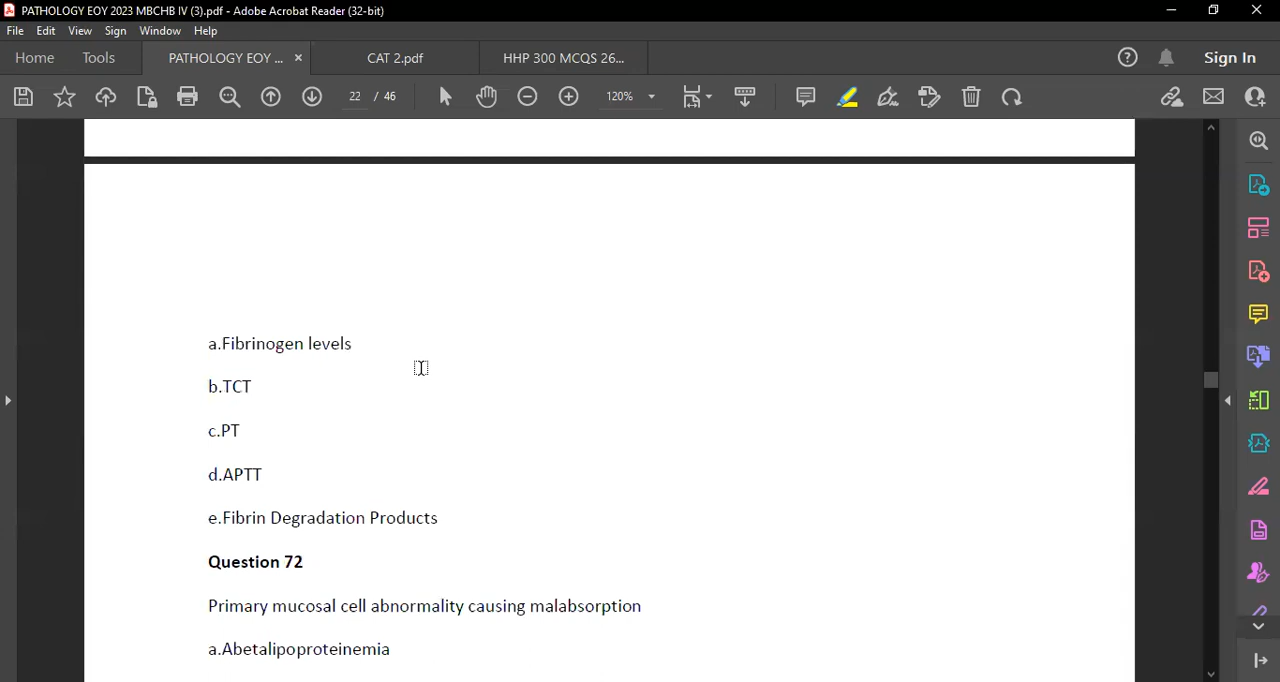 PATHOLOGY EOY 2023 MBCHB IV (3).pdf - Adobe Acrobat Reader (32-bit)
File Edit View Sign Window Help
Home Tools PATHOLOGY EOY ... × CAT 2.pdf HHP 300 MCQS 26... Sign In
22 / 46 120%
a.Fibrinogen levels
b.TCT
c.PT
d.APTT
e.Fibrin Degradation Products
Question 72
Primary mucosal cell abnormality causing malabsorption
a.Abetalipoproteinemia